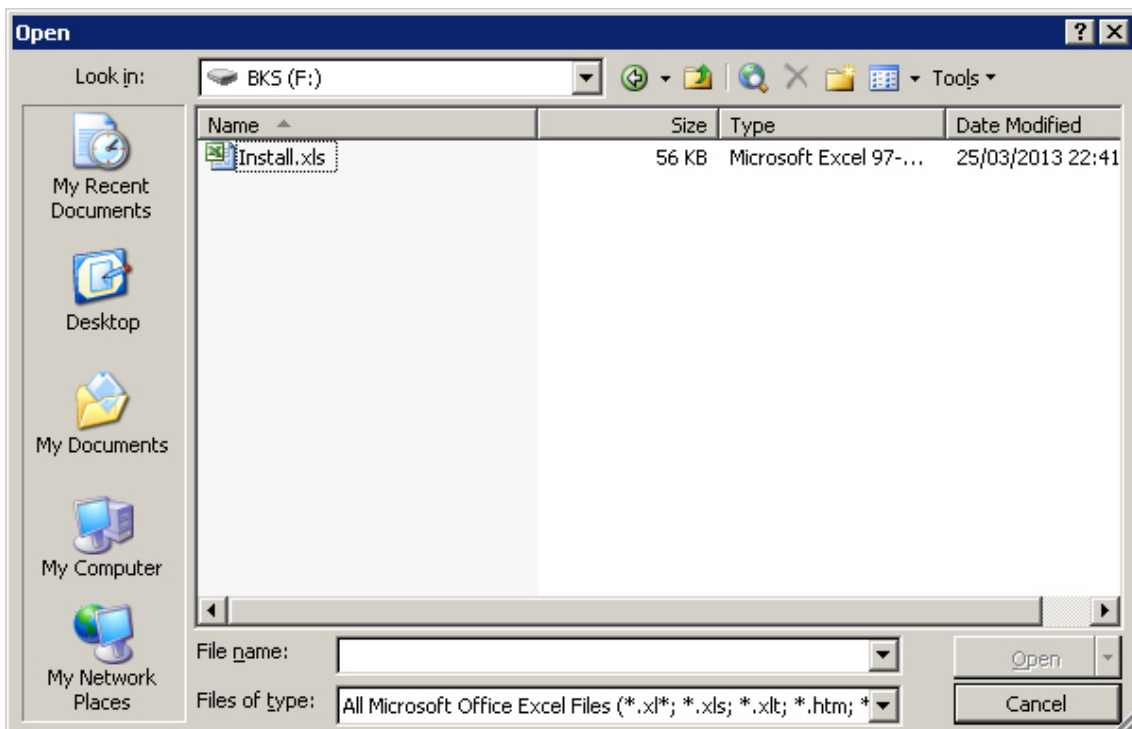 Open
Look in:
BKS (F:)
Tools
Name
Size
Type
Date Modified
Install.xls
56 KB
Microsoft Excel 97-...
25/03/2013 22:41
My Recent
Documents
Desktop
My Documents
My Computer
My Network
Places
File name:
Open
Files of type:
All Microsoft Office Excel Files (*.xl*; *.xls; *.xlt; *.htm; *
Cancel